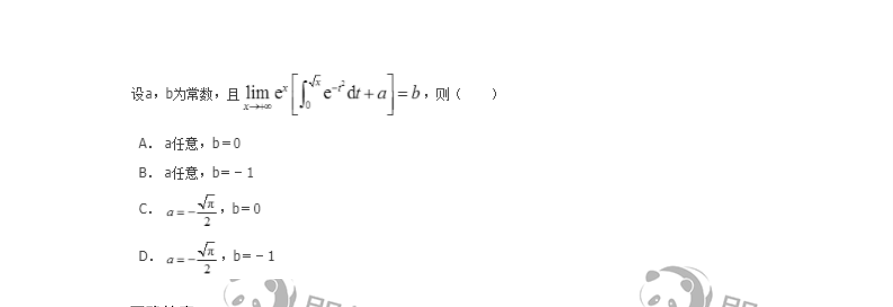 设a，b为常数，且 lim_{x→+∞} e^x [∫_0^{√x} e^{-t²} dt + a] = b，则（  ）
A. a任意，b=0
B. a任意，b=-1
C. a=-√π/2，b=0
D. a=-√π/2，b=-1